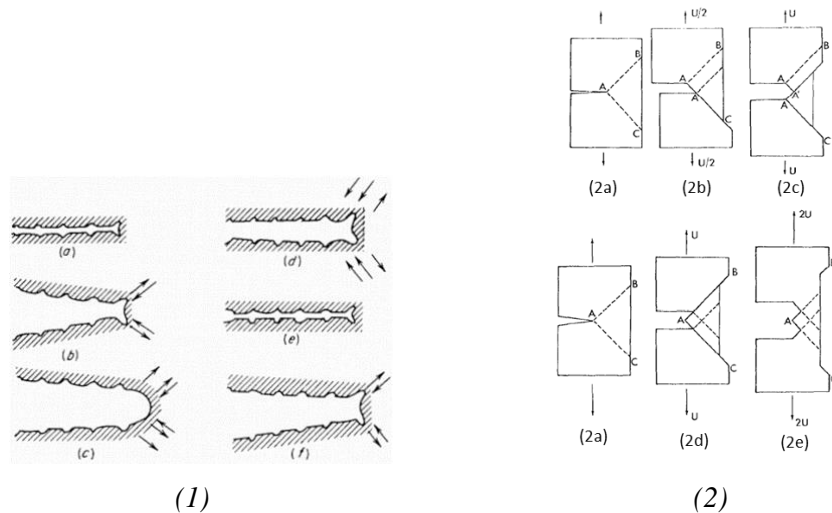 U/2
U
B
B
B
A
A
A
A'
A'
A'
C
C
C
U/2
U
(2a)
(2b)
(2c)
(a)
(d)
2U
U
(b)
(e)
B
B
A
A
A
C
C
(c)
(f)
U
2U
(2a)
(2d)
(2e)
(1)
(2)